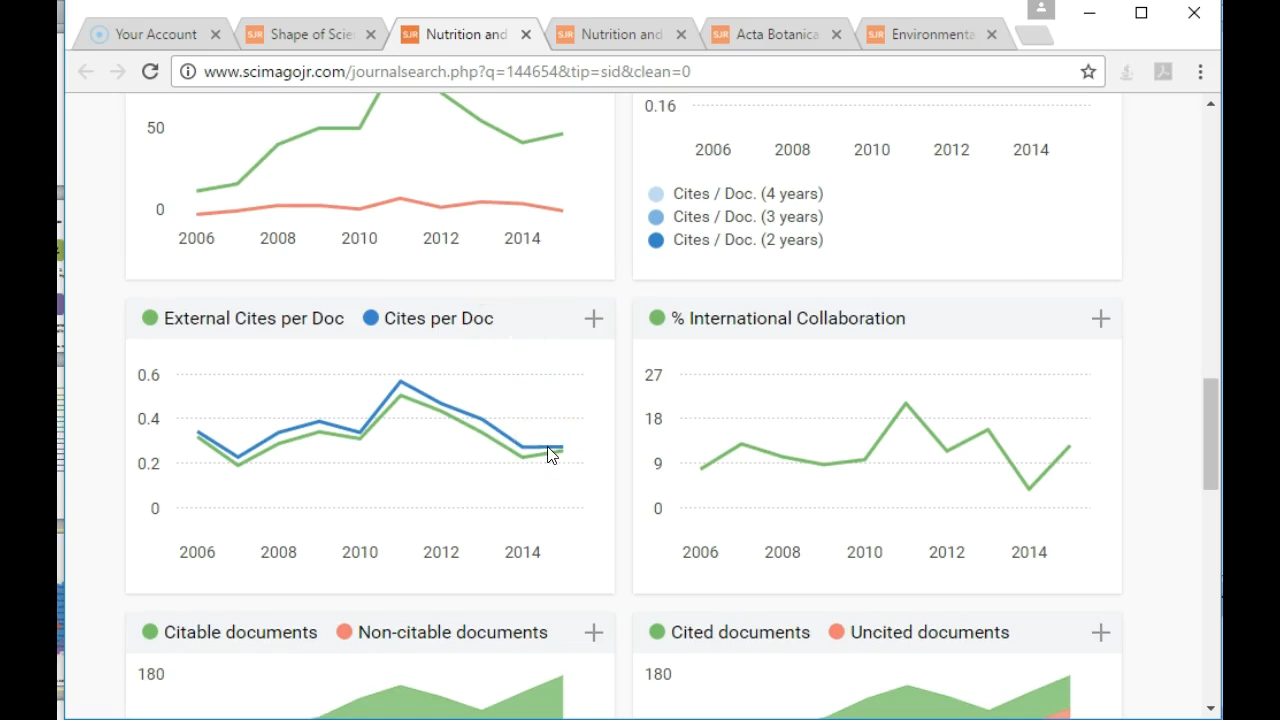 Your Account
Shape of Scie
Nutrition and
Nutrition and
Acta Botanica
Environmenta
www.scimagojr.com/journalsearch.php?q=144654&tip=sid&clean=0
50
0
2006 2008 2010 2012 2014
0.16
2006 2008 2010 2012 2014
Cites / Doc. (4 years)
Cites / Doc. (3 years)
Cites / Doc. (2 years)
External Cites per Doc Cites per Doc
0.6
0.4
0.2
0
2006 2008 2010 2012 2014
% International Collaboration
27
18
9
0
2006 2008 2010 2012 2014
Citable documents Non-citable documents
180
Cited documents Uncited documents
180